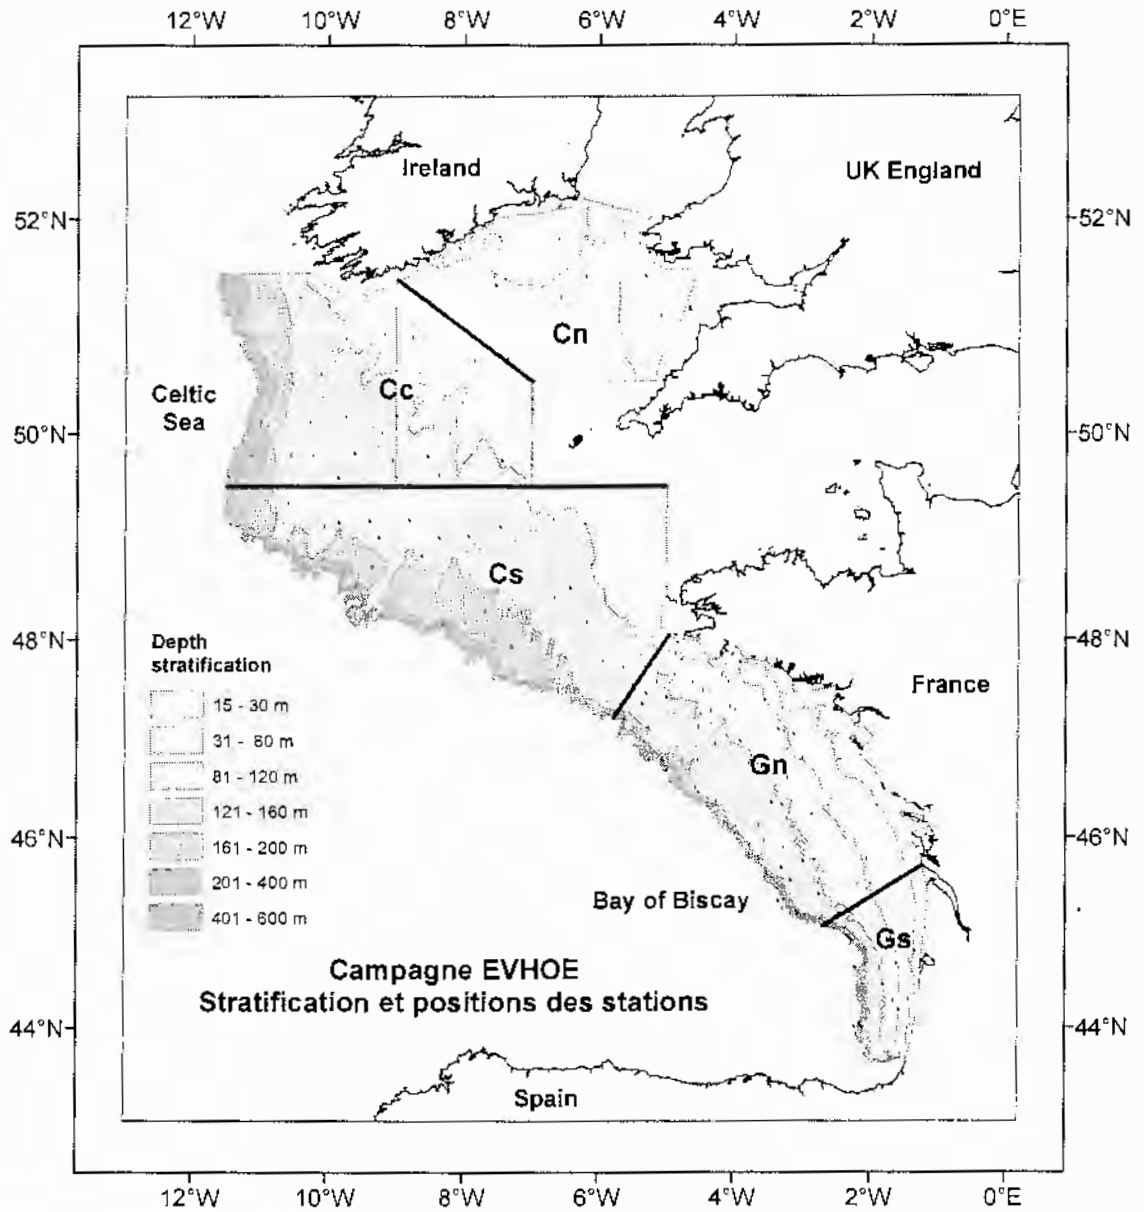 12°W 10°W 8°W 6°W 4°W 2°W 0°E
Ireland
UK England
52°N
52°N
Cn
Cc
Celtic
Sea
50°N
50°N
Cs
48°N
48°N
Depth
stratification
15 - 30 m
31 - 80 m
81 - 120 m
121 - 160 m
161 - 200 m
201 - 400 m
401 - 600 m
France
Gn
46°N
46°N
Bay of Biscay
Gs
Campagne EVHOE
Stratification et positions des stations
44°N
44°N
Spain
12°W 10°W 8°W 6°W 4°W 2°W 0°E